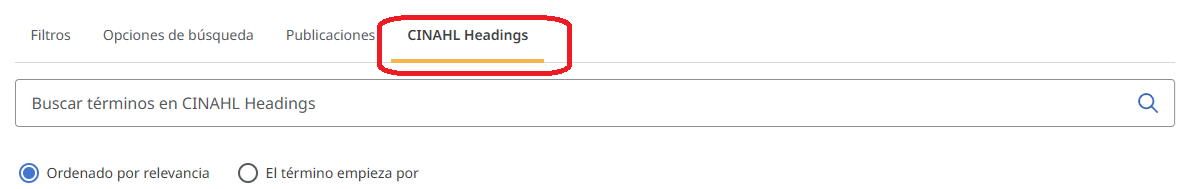 Filtros Opciones de búsqueda Publicaciones CINAHL Headings
Buscar términos en CINAHL Headings
Ordenado por relevancia El término empieza por